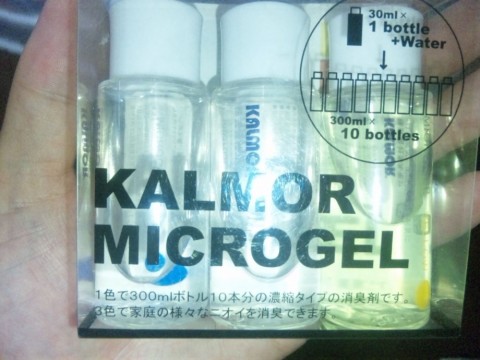 30ml×
1 bottle
+Water
300ml×
10 bottles
KALMOR
KALMOR
MICROGEL
1色で300mlボトル10本分の濃縮タイプの消臭剤です。
3色で家庭の様々なニオイを消臭できます。